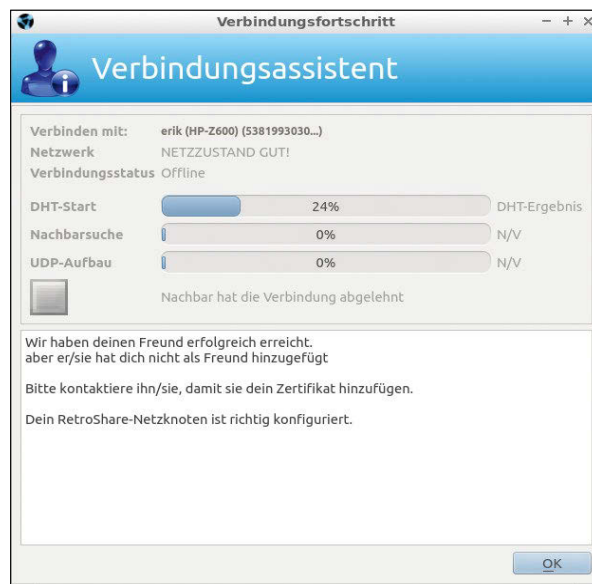 Verbindungsfortschritt
Verbindungsassistent
Verbinden mit: erik (HP-Z600) (5381993030...)
Netzwerk NETZZUSTAND GUT!
Verbindungsstatus Offline
DHT-Start 24% DHT-Ergebnis
Nachbarsuche 0% N/V
UDP-Aufbau 0% N/V
Nachbar hat die Verbindung abgelehnt
Wir haben deinen Freund erfolgreich erreicht.
aber er/sie hat dich nicht als Freund hinzugefügt
Bitte kontaktiere ihn/sie, damit sie dein Zertifikat hinzufügen.
Dein RetroShare-Netzknoten ist richtig konfiguriert.
OK